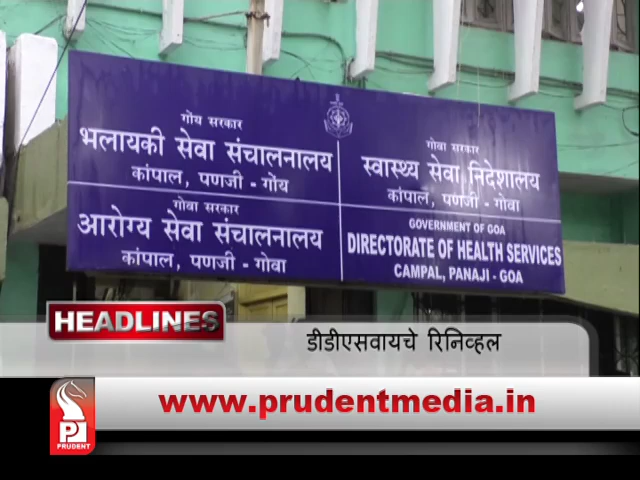 गोंय सरकार
भलायकी सेवा संचालनालय
कांपाल, पणजी - गोंय
गोवा सरकार
स्वास्थ्य सेवा निदेशालय
कांपाल, पणजी - गोवा
गोवा सरकार
आरोग्य सेवा संचालनालय
कांपाल, पणजी - गोवा
GOVERNMENT OF GOA
DIRECTORATE OF HEALTH SERVICES
CAMPAL, PANAJI - GOA
HEADLINES
डीडीएसवायचे रिनिव्हल
www.prudentmedia.in
PRUDENT